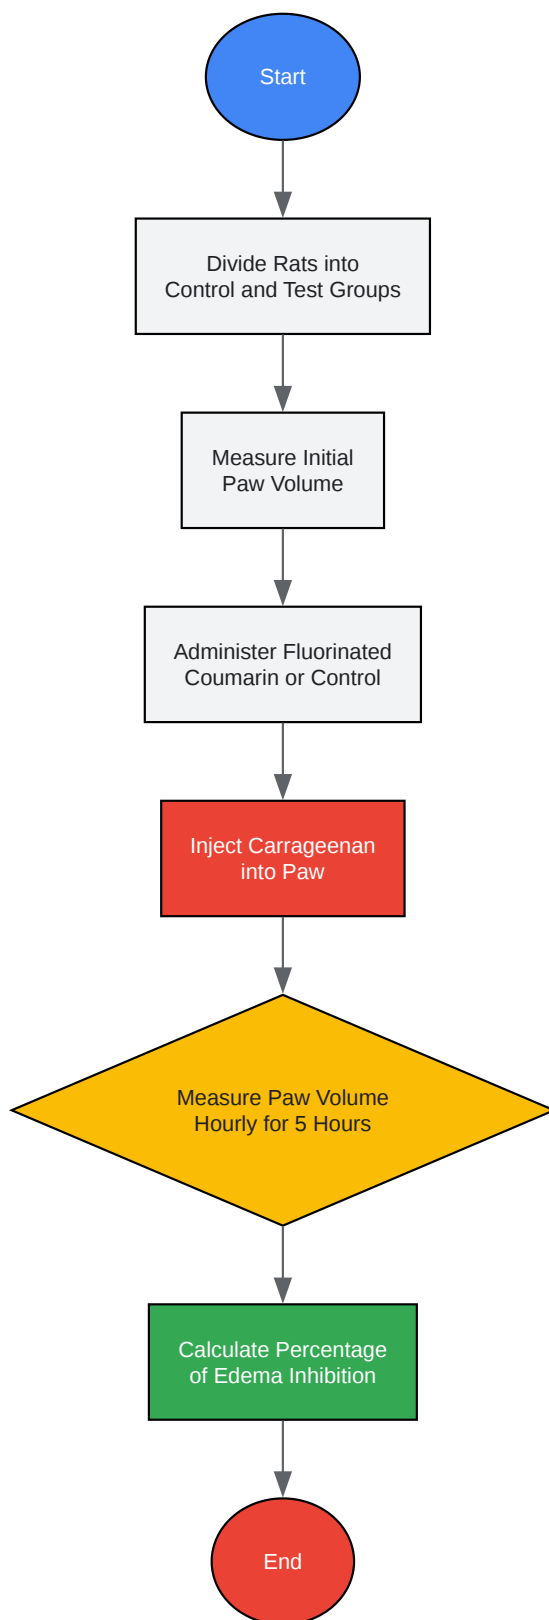 Start
Divide Rats into
Control and Test Groups
Measure Initial
Paw Volume
Administer Fluorinated
Coumarin or Control
Inject Carrageenan
into Paw
Measure Paw Volume
Hourly for 5 Hours
Calculate Percentage
of Edema Inhibition
End